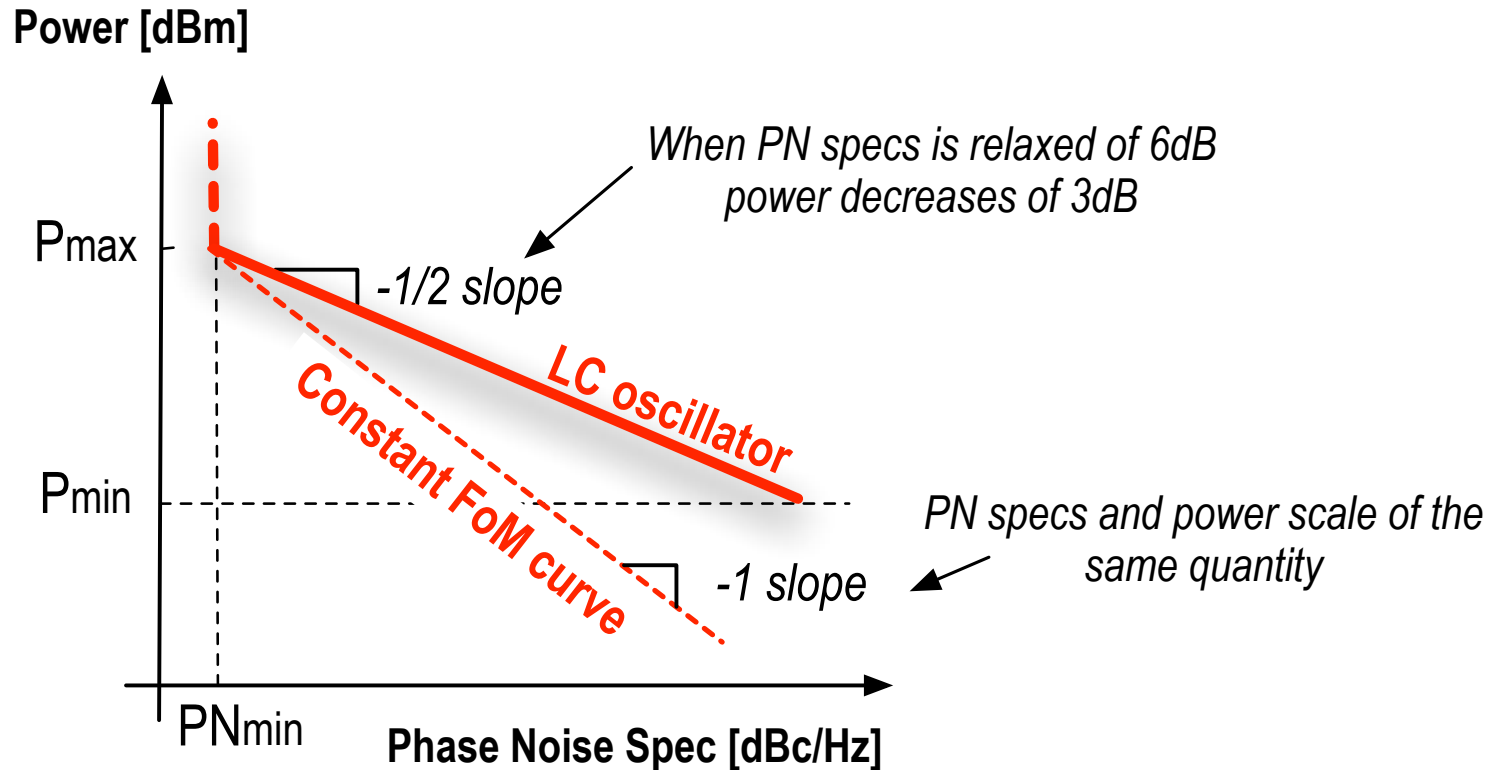 Power [dBm]
When PN specs is relaxed of 6dB
power decreases of 3dB
Pmax
-1/2 slope
LC oscillator
Constant FoM curve
Pmin
PN specs and power scale of the
same quantity
-1 slope
PNmin
Phase Noise Spec [dBc/Hz]